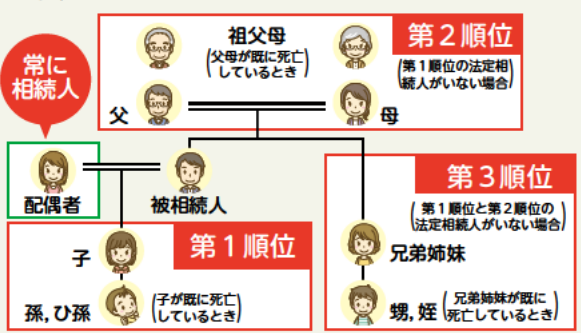 祖父母
(父母が既に死亡
しているとき)
第2順位
(第1順位の法定相
続人がいない場合)
常に
相続人
父
母
配偶者
被相続人
第3順位
(第1順位と第2順位の
法定相続人がいない場合)
子
第1順位
兄弟姉妹
孫,ひ孫
(子が既に死亡
しているとき)
甥,姪
(兄弟姉妹が既に
死亡しているとき)